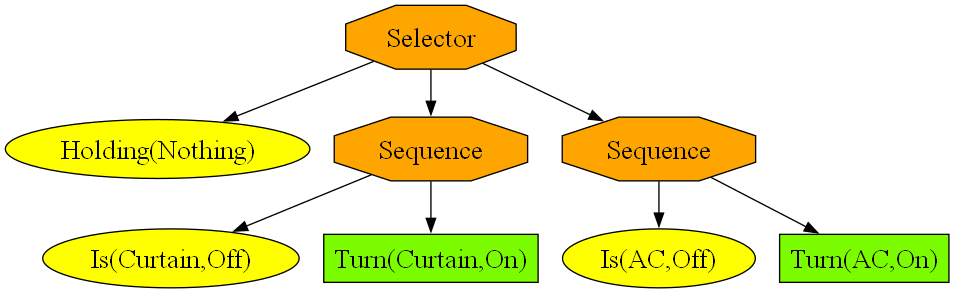 Selector
Holding(Nothing)
Sequence
Sequence
Is(Curtain,Off)
Turn(Curtain,On)
Is(AC,Off)
Turn(AC,On)